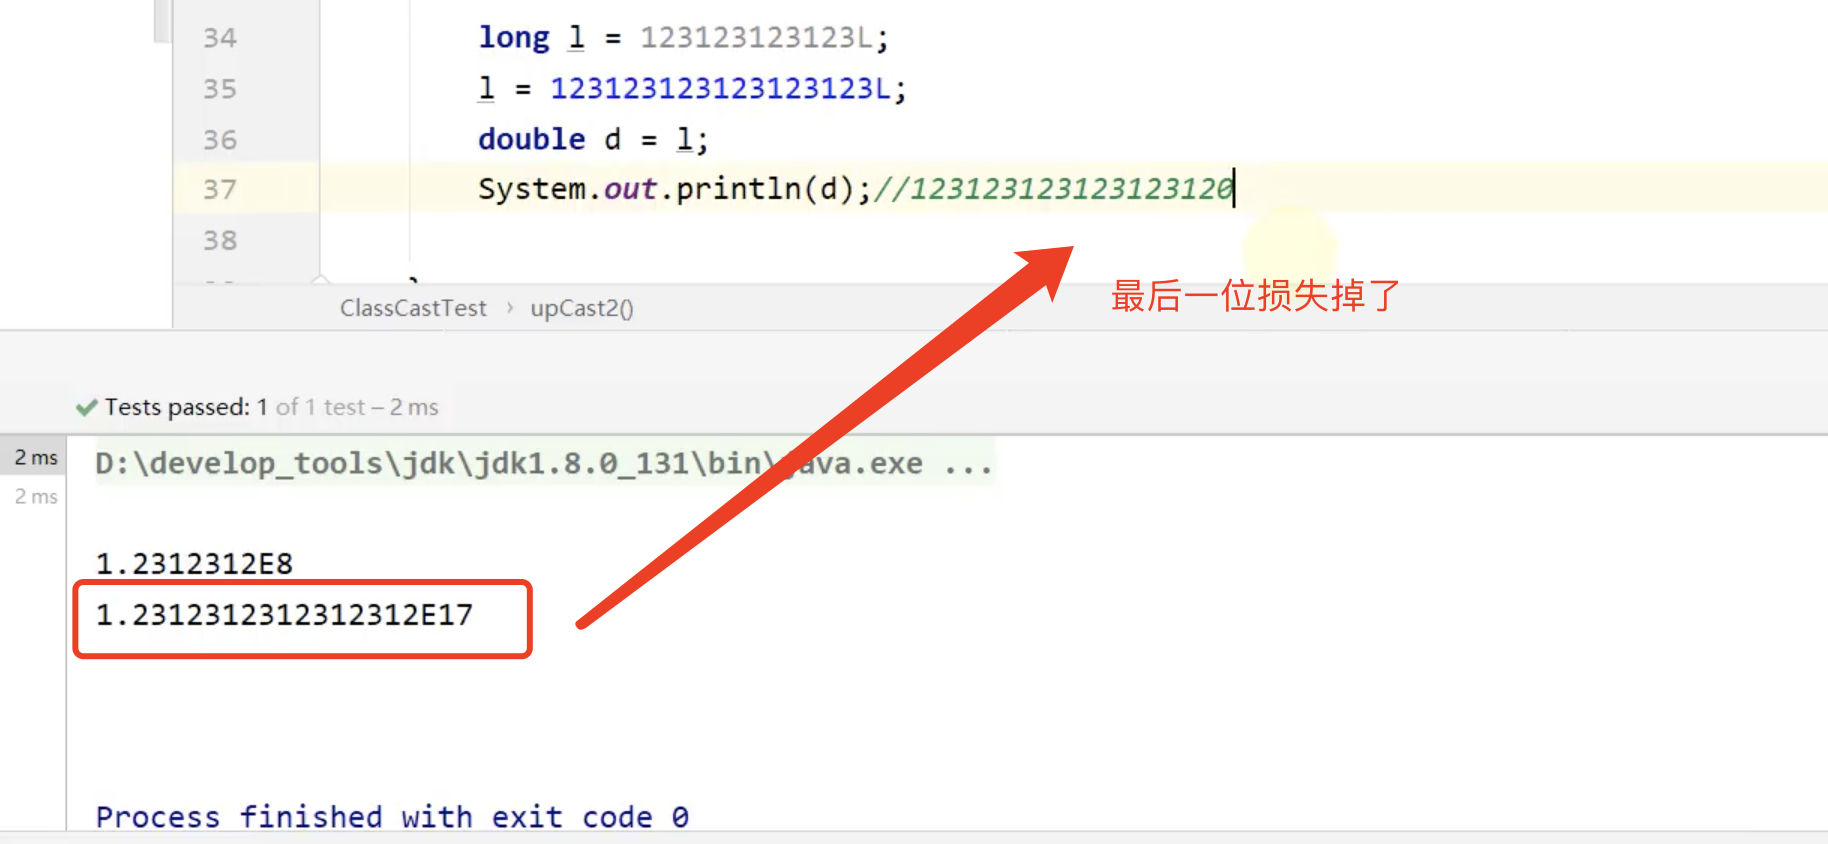 34 long l = 123123123123L;
35 l = 123123123123123123L;
36 double d = l;
37 System.out.println(d);//123123123123123120
38
ClassCastTest › upCast2()
最后一位损失掉了
Tests passed: 1 of 1 test – 2 ms
2 ms D:\develop_tools\jdk\jdk1.8.0_131\bin\java.exe ...
2 ms
1.2312312E8
1.2312312312312312E17
Process finished with exit code 0